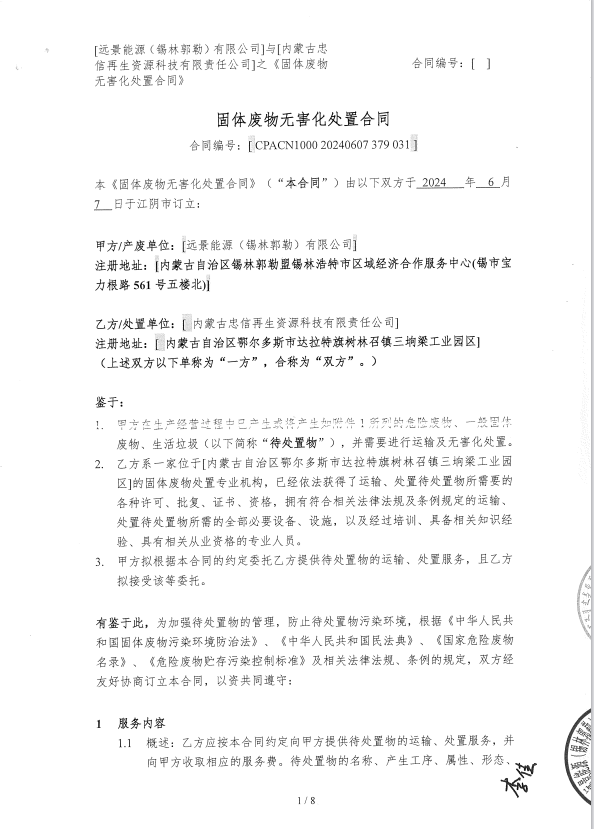 [远景能源（锡林郭勒）有限公司]与[内蒙古忠
信再生资源科技有限责任公司]之《固体废物
无害化处置合同》
合同编号：[ ]
固体废物无害化处置合同
合同编号：[ CPACN1000 20240607 379 031 ]
本《固体废物无害化处置合同》（“本合同”）由以下双方于 2024 年 6 月
7 日于江阴市订立：
甲方/产废单位：[远景能源（锡林郭勒）有限公司]
注册地址：[内蒙古自治区锡林郭勒盟锡林浩特市区域经济合作服务中心(锡市宝
力根路 561 号五楼北)]
乙方/处置单位：[ 内蒙古忠信再生资源科技有限责任公司]
注册地址：[ 内蒙古自治区鄂尔多斯市达拉特旗树林召镇三垧梁工业园区]
（上述双方以下单称为“一方”，合称为“双方”。）
鉴于：
1. 甲方在生产经营过程中已产生或将产生如附件 1 所列的危险废物、一般固体
废物、生活垃圾（以下简称“待处置物”），并需要进行运输及无害化处置。
2. 乙方系一家位于[内蒙古自治区鄂尔多斯市达拉特旗树林召镇三垧梁工业园
区]的固体废物处置专业机构，已经依法获得了运输、处置待处置物所需要的
各种许可、批复、证书、资格，拥有符合相关法律法规及条例规定的运输、
处置待处置物所需的全部必要设备、设施，以及经过培训、具备相关知识经
验、具有相关从业资格的专业人员。
3. 甲方拟根据本合同的约定委托乙方提供待处置物的运输、处置服务，且乙方
拟接受该等委托。
有鉴于此，为加强待处置物的管理，防止待处置物污染环境，根据《中华人民共
和国固体废物污染环境防治法》、《中华人民共和国民法典》、《国家危险废物
名录》、《危险废物贮存污染控制标准》及相关法律法规、条例的规定，双方经
友好协商订立本合同，以资共同遵守：
1 服务内容
1.1 概述：乙方应按本合同约定向甲方提供待处置物的运输、处置服务，并
向甲方收取相应的服务费。待处置物的名称、产生工序、属性、形态、
李佳
1 / 8